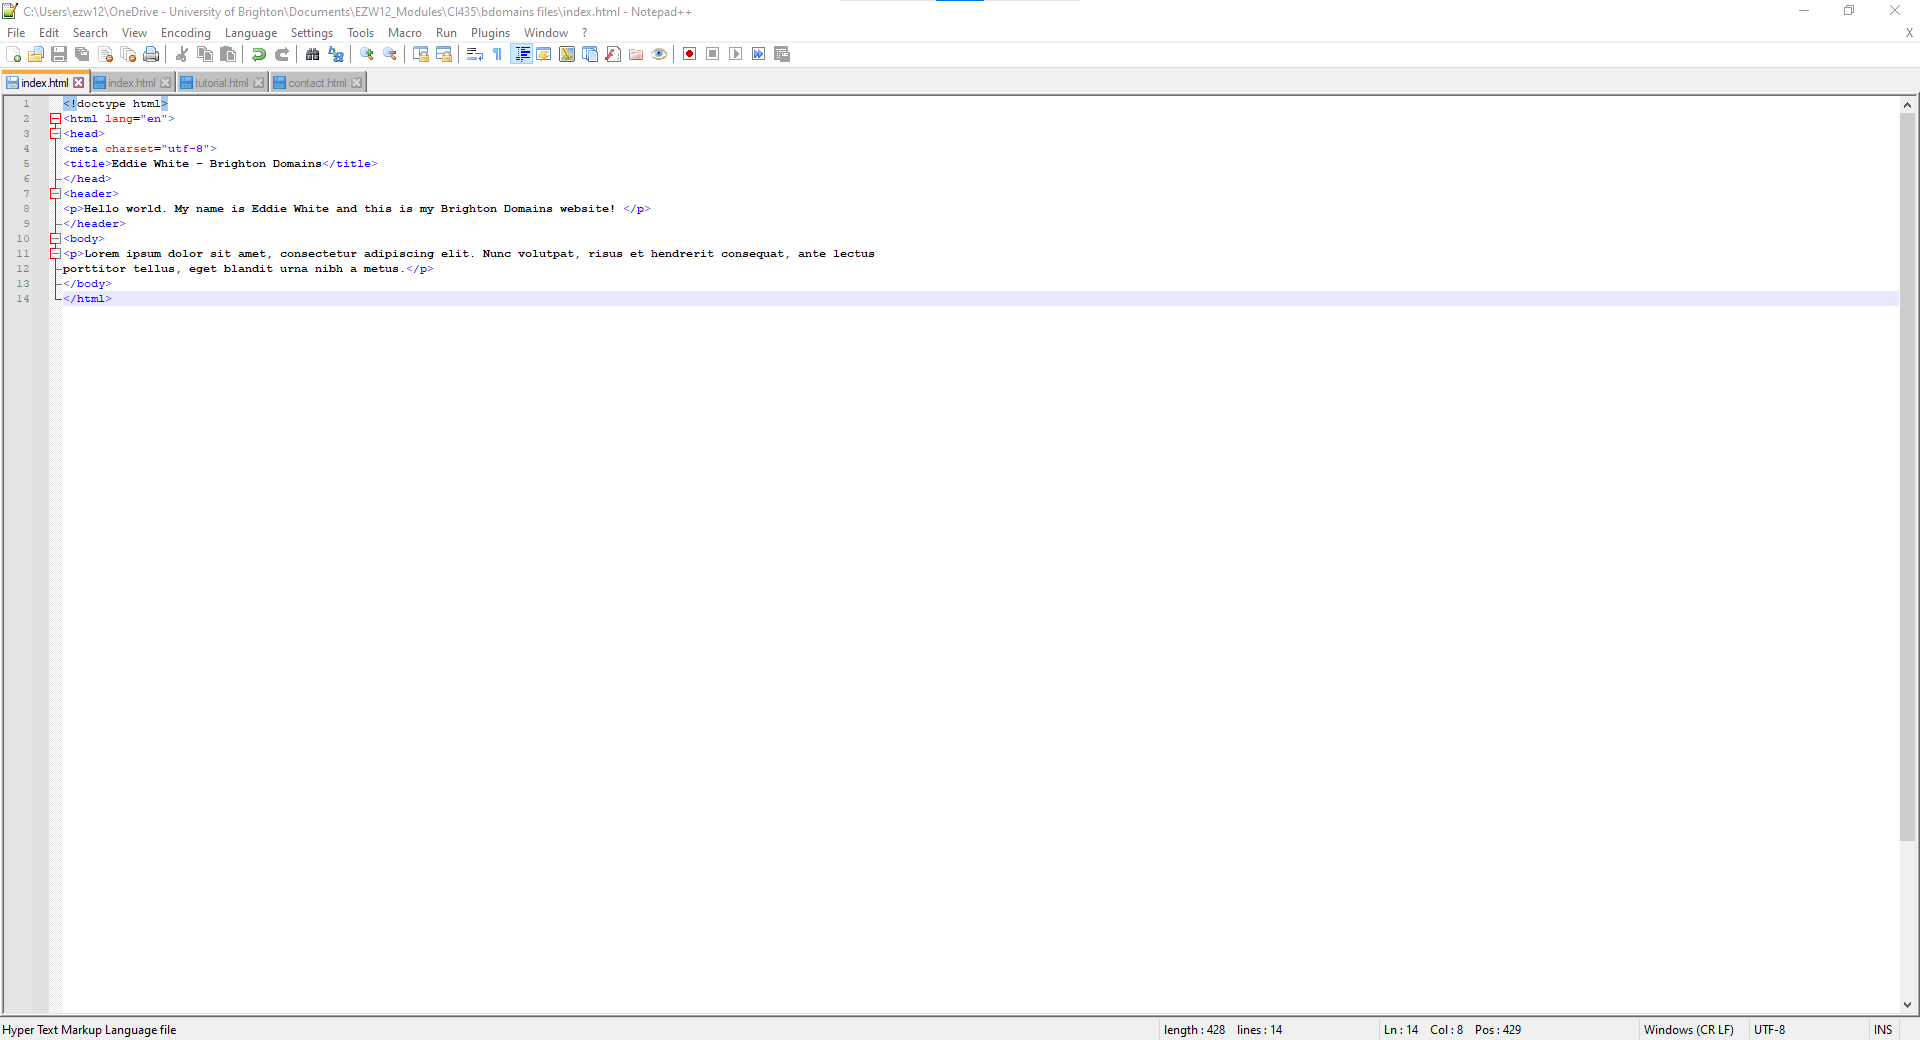 C:\Users\ezw12\OneDrive - University of Brighton\Documents\EZW12_Modules\CI435\bdomains files\index.html - Notepad++
File Edit Search View Encoding Language Settings Tools Macro Run Plugins Window ? X
index.html index.html tutorial.html contact.html
1 <!doctype html>
2 <html lang="en">
3 <head>
4 <meta charset="utf-8">
5 <title>Eddie White - Brighton Domains</title>
6 </head>
7 <header>
8 <p>Hello world. My name is Eddie White and this is my Brighton Domains website! </p>
9 </header>
10 <body>
11 <p>Lorem ipsum dolor sit amet, consectetur adipiscing elit. Nunc volutpat, risus et hendrerit consequat, ante lectus
12 porttitor tellus, eget blandit urna nibh a metus.</p>
13 </body>
14 </html>
Hyper Text Markup Language file length : 428 lines : 14 Ln : 14 Col : 8 Pos : 429 Windows (CR LF) UTF-8 INS